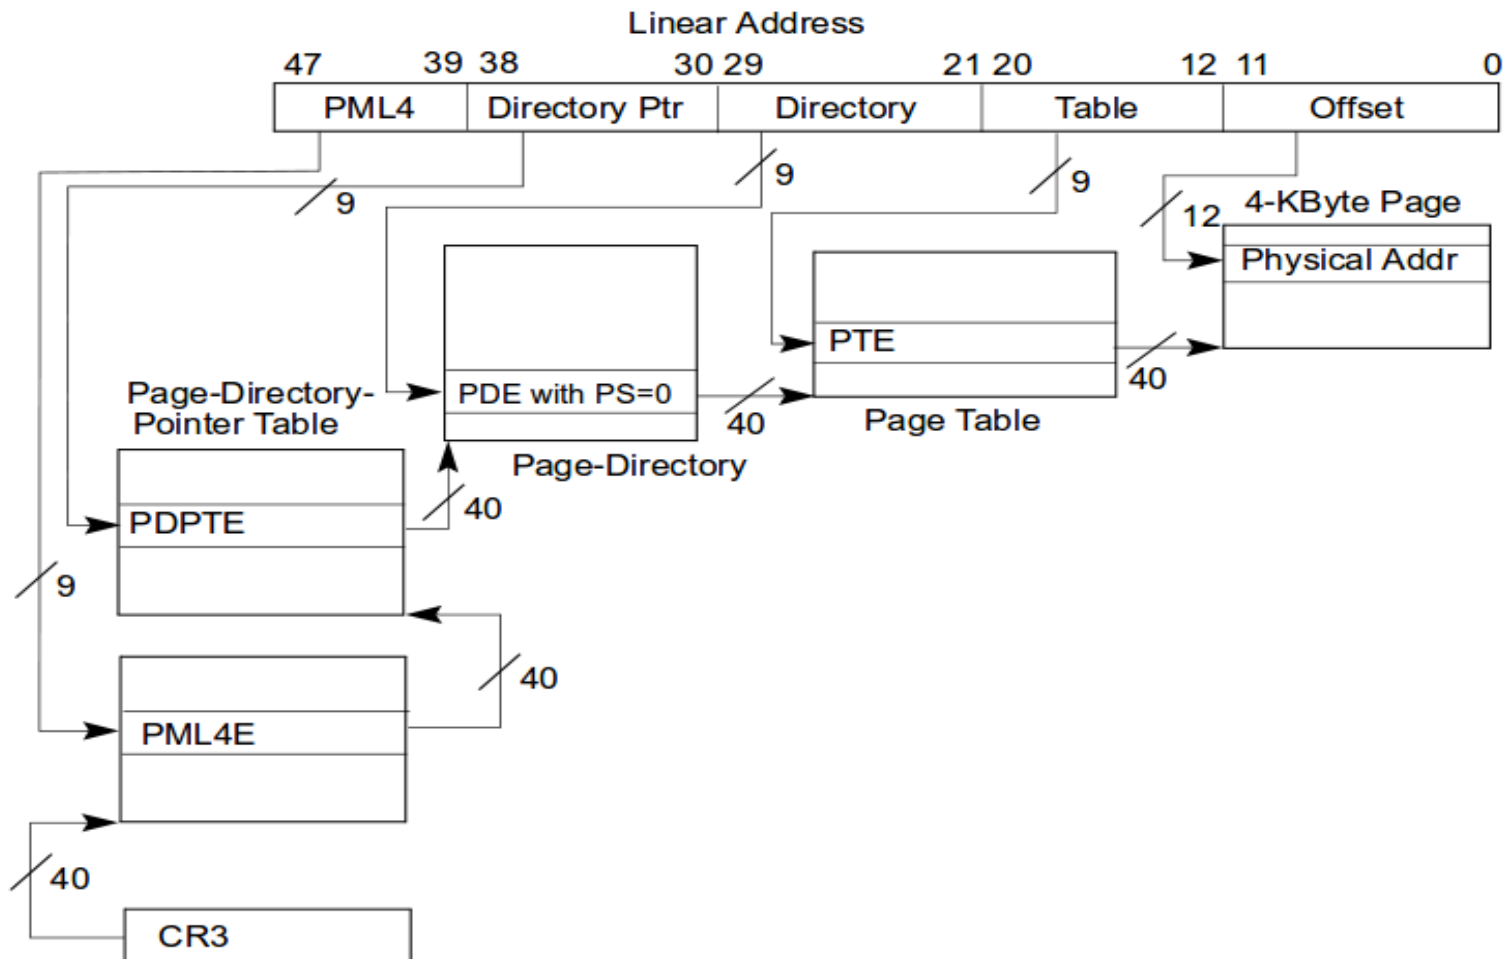 Linear Address
47 39 38 30 29 21 20 12 11 0
PML4 Directory Ptr Directory Table Offset
9
9
9
12
4-KByte Page
Physical Addr
PTE
40
Page Table
PDE with PS=0
40
Page-Directory
Page-Directory-
Pointer Table
40
PDPTE
9
40
PML4E
40
CR3